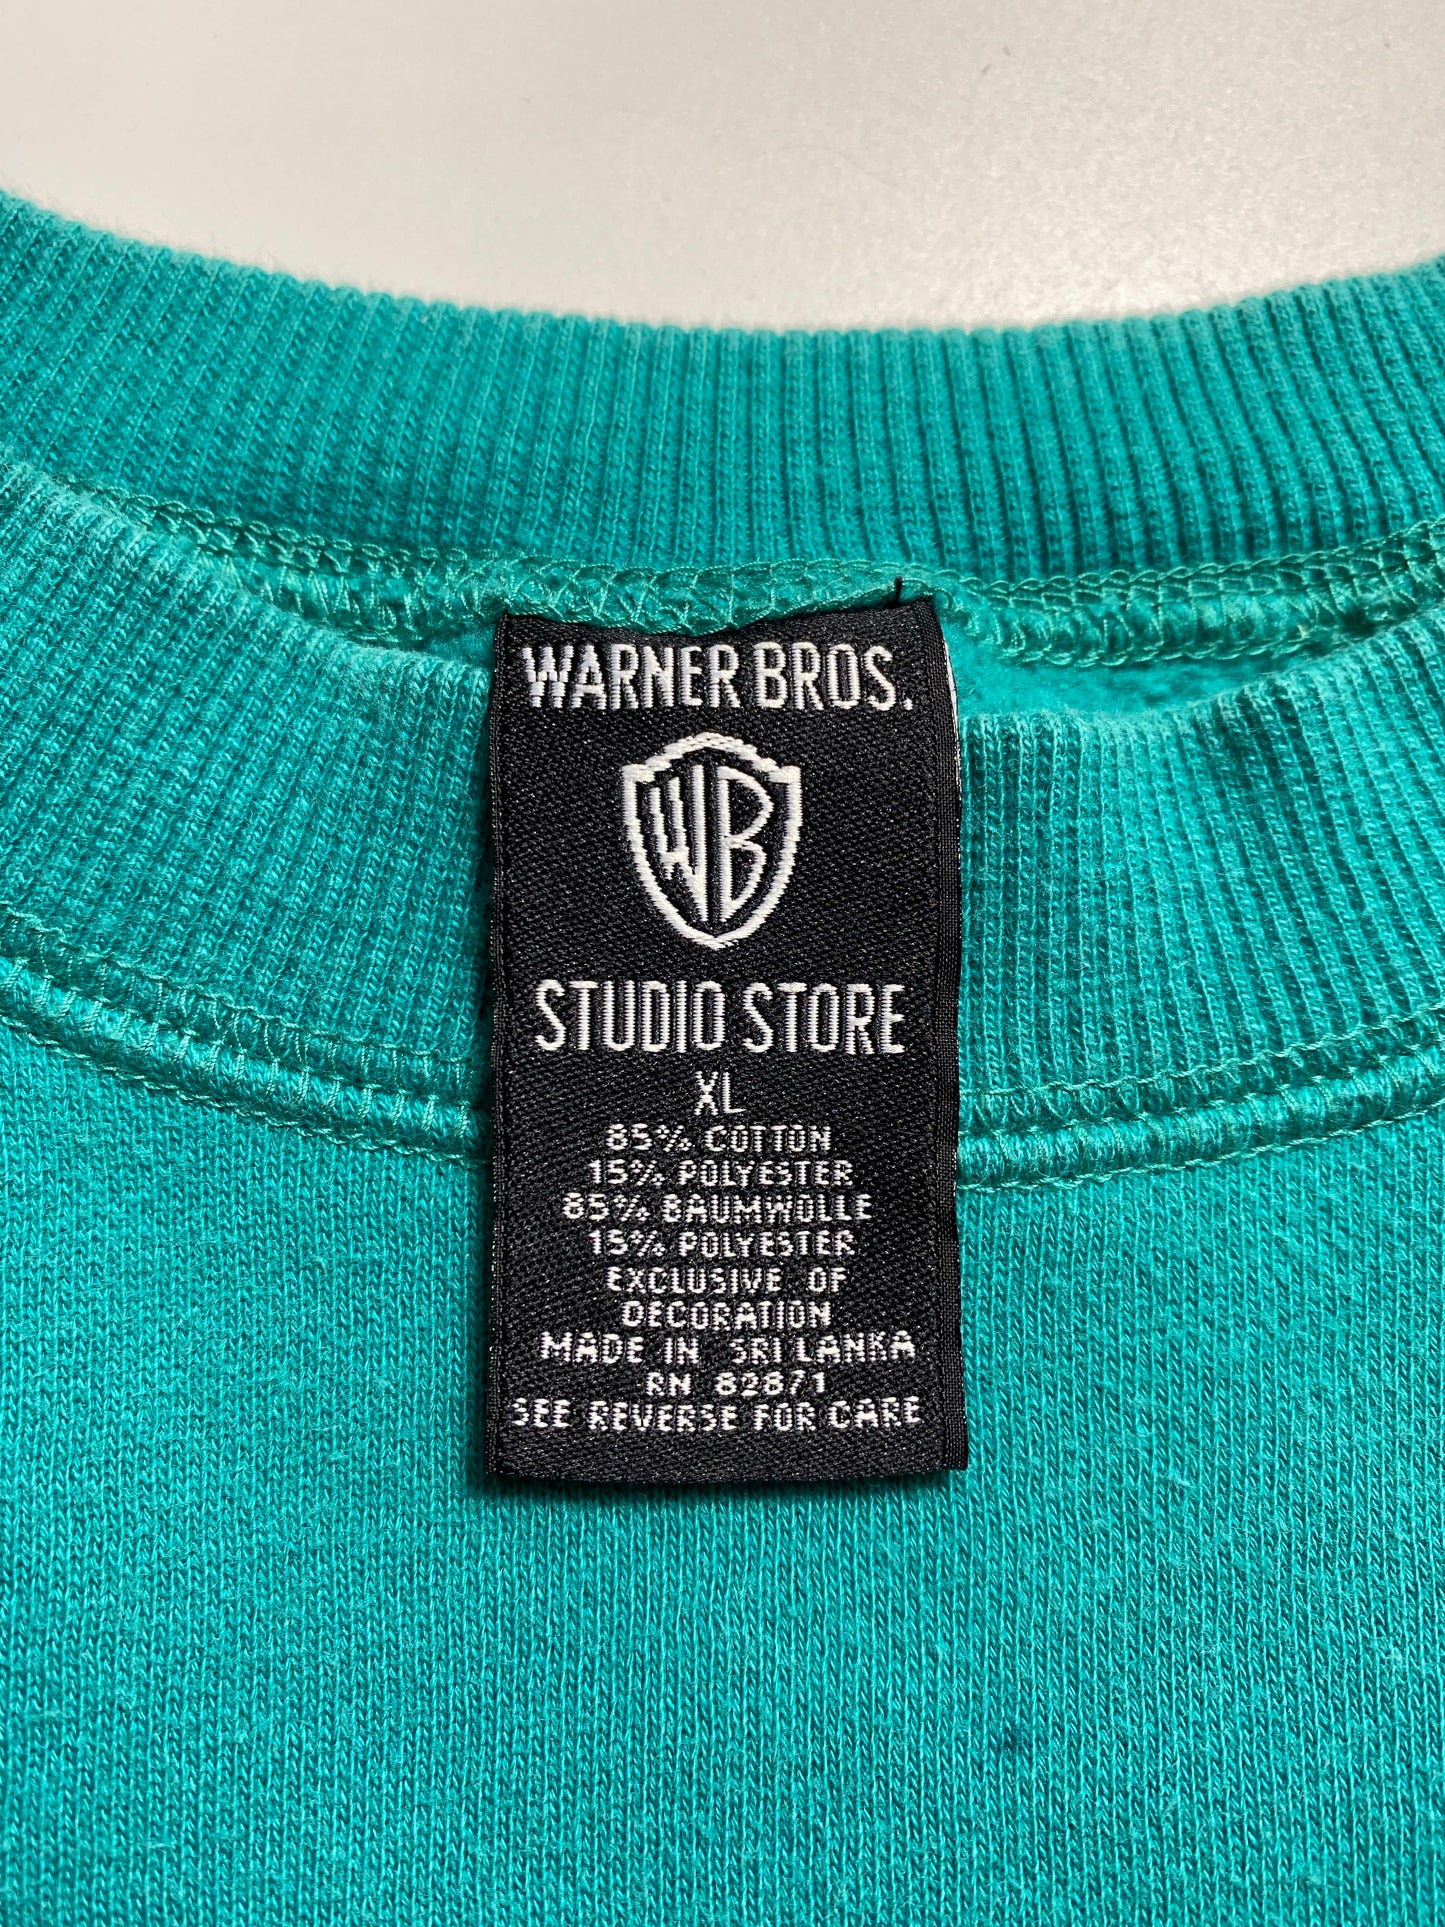 WARNER BROS.
WB
STUDIO STORE
XL
85% COTTON
15% POLYESTER
85% BAUMWOLLE
15% POLYESTER
EXCLUSIVE OF
DECORATION
MADE IN SRI LANKA
RN 82871
SEE REVERSE FOR CARE